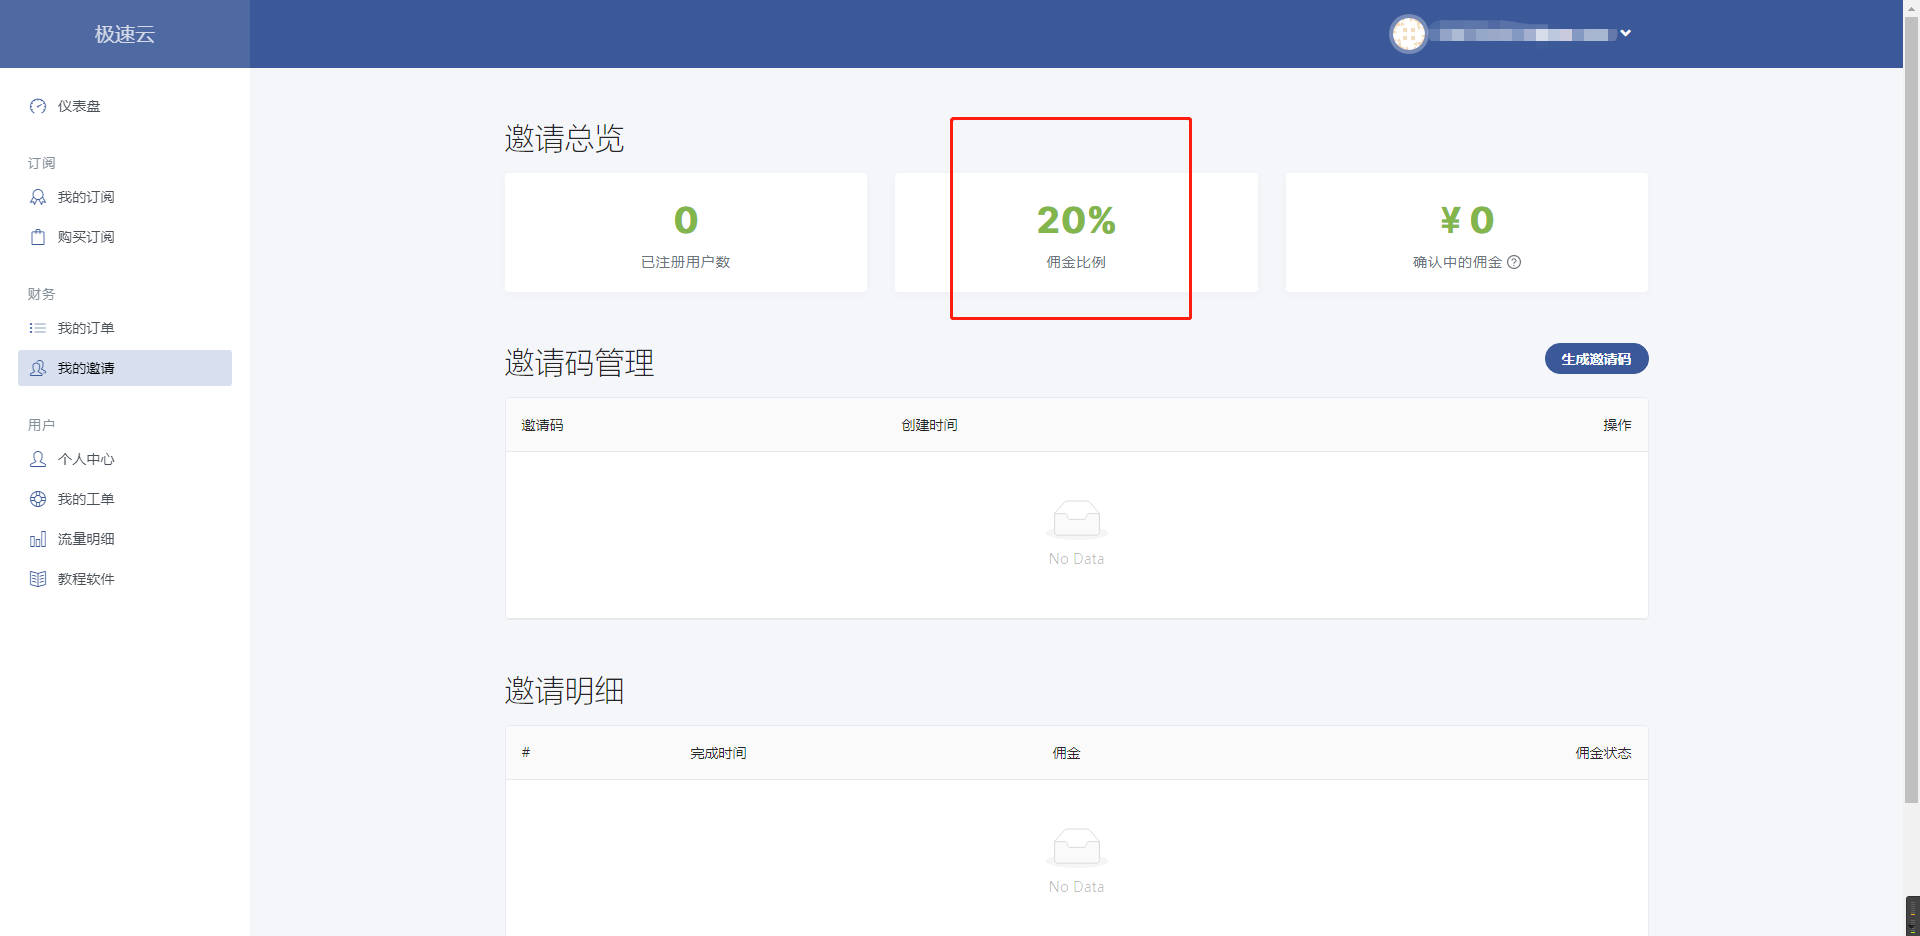 极速云
仪表盘
订阅
我的订阅
购买订阅
财务
我的订单
我的邀请
用户
个人中心
我的工单
流量明细
教程软件
邀请总览
0
已注册用户数
20%
佣金比例
¥ 0
确认中的佣金
邀请码管理
生成邀请码
邀请码 创建时间 操作
No Data
邀请明细
# 完成时间 佣金 佣金状态
No Data